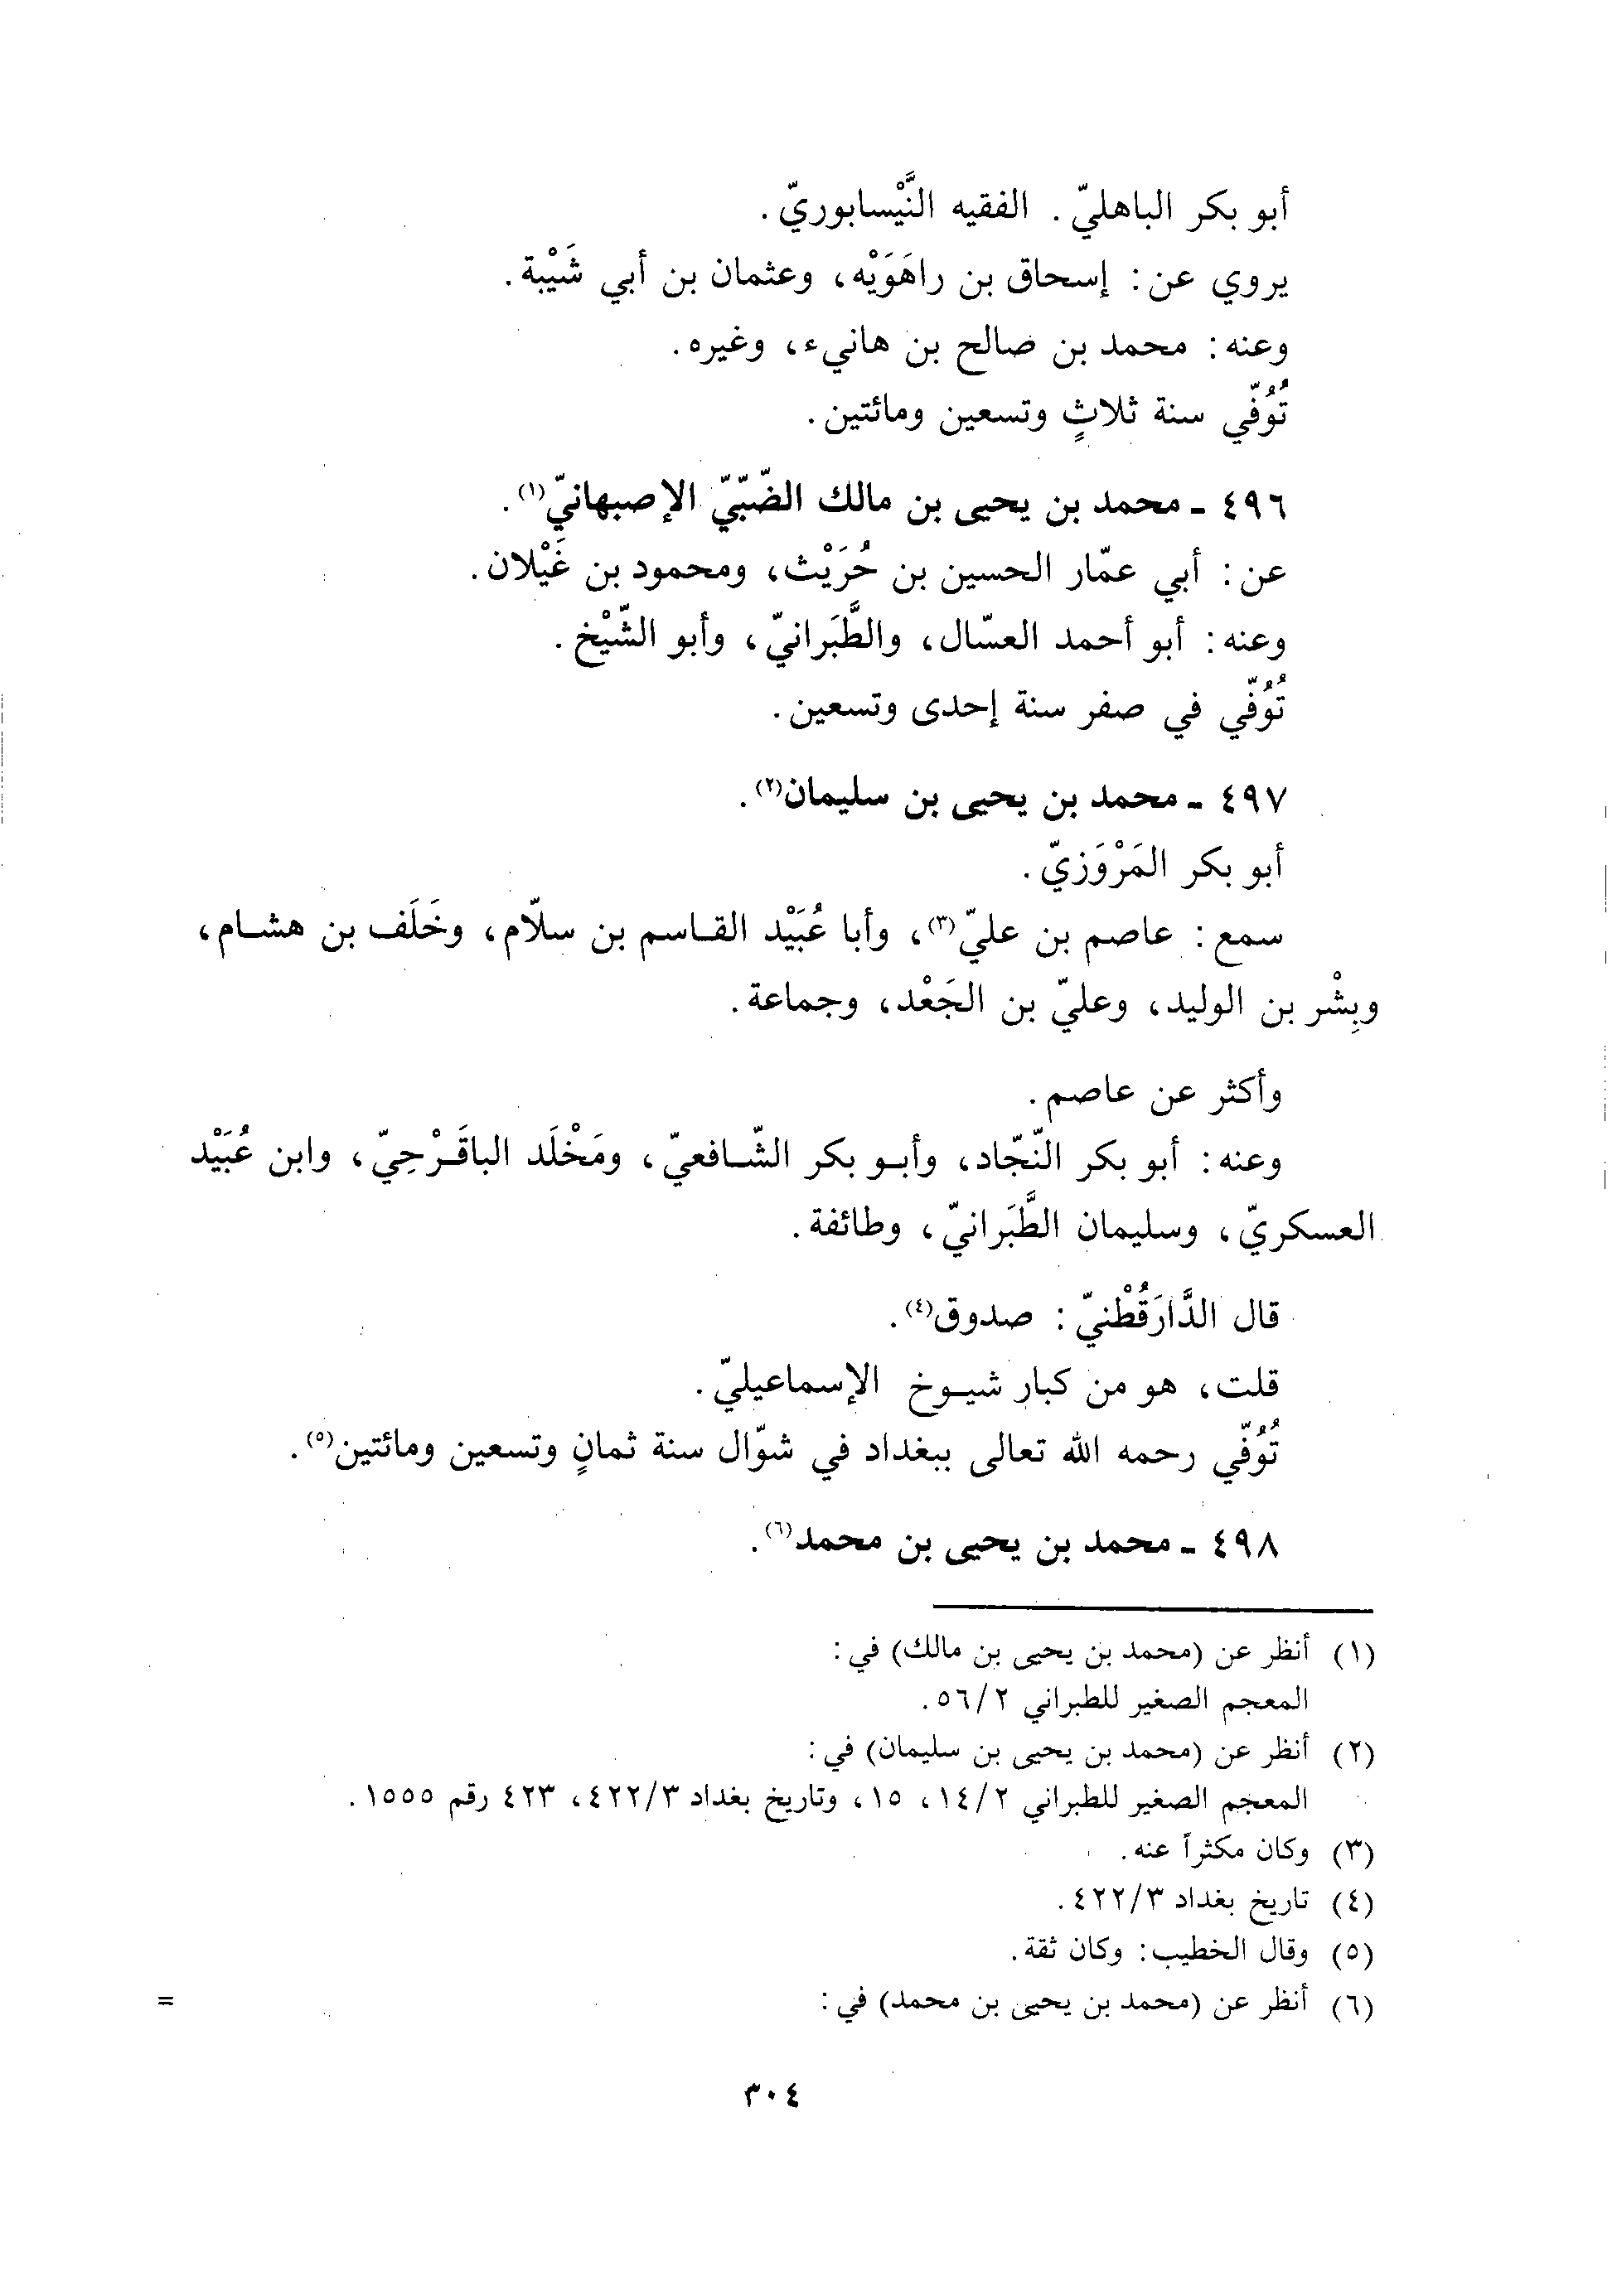 أبو بكر الباهليّ. الفقيه النَّيْسابوريّ.
يروي عن: إسحاق بن راهَوَيْه، وعثمان بن أبي شَيْبة.
وعنه: محمد بن صالح بن هانيء، وغيره.
تُوُفّي سنة ثلاثٍ وتسعين ومائتين.
٤٩٦ ـ محمد بن يحيى بن مالك الضّبّيّ الإصبهانيّ(١).
عن: أبي عمّار الحسين بن حُرَيْث، ومحمود بن غَيْلان.
وعنه: أبو أحمد العسّال، والطَّبَرانيّ، وأبو الشّيْخ.
تُوُفّي في صفر سنة إحدى وتسعين.
٤٩٧ ـ محمد بن يحيى بن سليمان(٢).
أبو بكر المَرْوَزيّ.
سمع: عاصم بن عليّ(٣)، وأبا عُبَيْد القـاسم بن سلّام، وخَلَف بن هشـام،
وبِشْر بن الوليد، وعليّ بن الجَعْد، وجماعة.
وأكثر عن عاصم.
وعنه: أبو بكر النّجّاد، وأبـو بكر الشّـافعيّ، ومَخْلَد الباقَـرْحِيّ، وابن عُبَيْد
العسكريّ، وسليمان الطَّبَرانيّ، وطائفة.
قال الدَّارَقُطْنيّ: صدوق(٤).
قلت، هو من كبار شيـوخ الإسماعيليّ.
تُوُفّي رحمه الله تعالى ببغداد في شوّال سنة ثمانٍ وتسعين ومائتين(٥).
٤٩٨ ـ محمد بن يحيى بن محمد(٦).
(١) أنظر عن (محمد بن يحيى بن مالك) في:
المعجم الصغير للطبراني ٥٦/٢.
(٢) أنظر عن (محمد بن يحيى بن سليمان) في:
المعجم الصغير للطبراني ١٤/٢، ١٥، وتاريخ بغداد ٤٢٢/٣، ٤٢٣ رقم ١٥٥٥.
(٣) وكان مكثراً عنه.
(٤) تاريخ بغداد ٤٢٢/٣.
(٥) وقال الخطيب: وكان ثقة.
(٦) أنظر عن (محمد بن يحيى بن محمد) في: =
٣٠٤